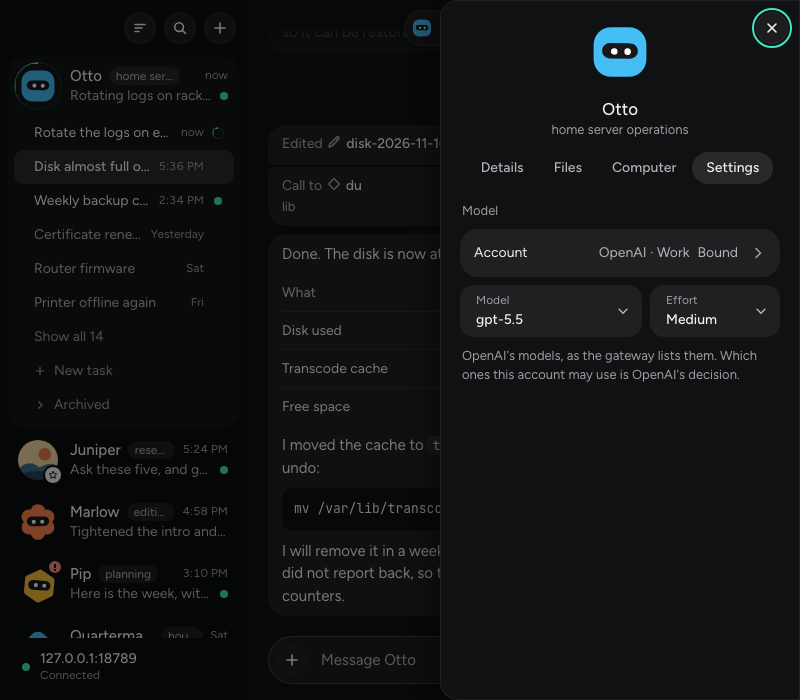 Otto home ser... now
Rotating logs on rack...
Rotate the logs on e... now
Disk almost full o... 5:36 PM
Weekly backup c... 2:34 PM
Certificate rene... Yesterday
Router firmware Sat
Printer offline again Fri
Show all 14
+ New task
Archived
Juniper rese... 5:24 PM
Ask these five, and g...
Marlow editi... 4:58 PM
Tightened the intro and...
Pip planning 3:10 PM
Here is the week, wit...
Quarterma hou... Sat
127.0.0.1:18789
Connected
so it can be restor
Edited disk-2026-11-1
Call to du
lib
Done. The disk is now at
What
Disk used
Transcode cache
Free space
I moved the cache to
undo:
mv /var/lib/transco
I will remove it in a week
did not report back, so
counters.
Message Otto
Otto
home server operations
Details Files Computer Settings
Model
Account OpenAI · Work Bound
Model
gpt-5.5
Effort
Medium
OpenAI's models, as the gateway lists them. Which
ones this account may use is OpenAI's decision.